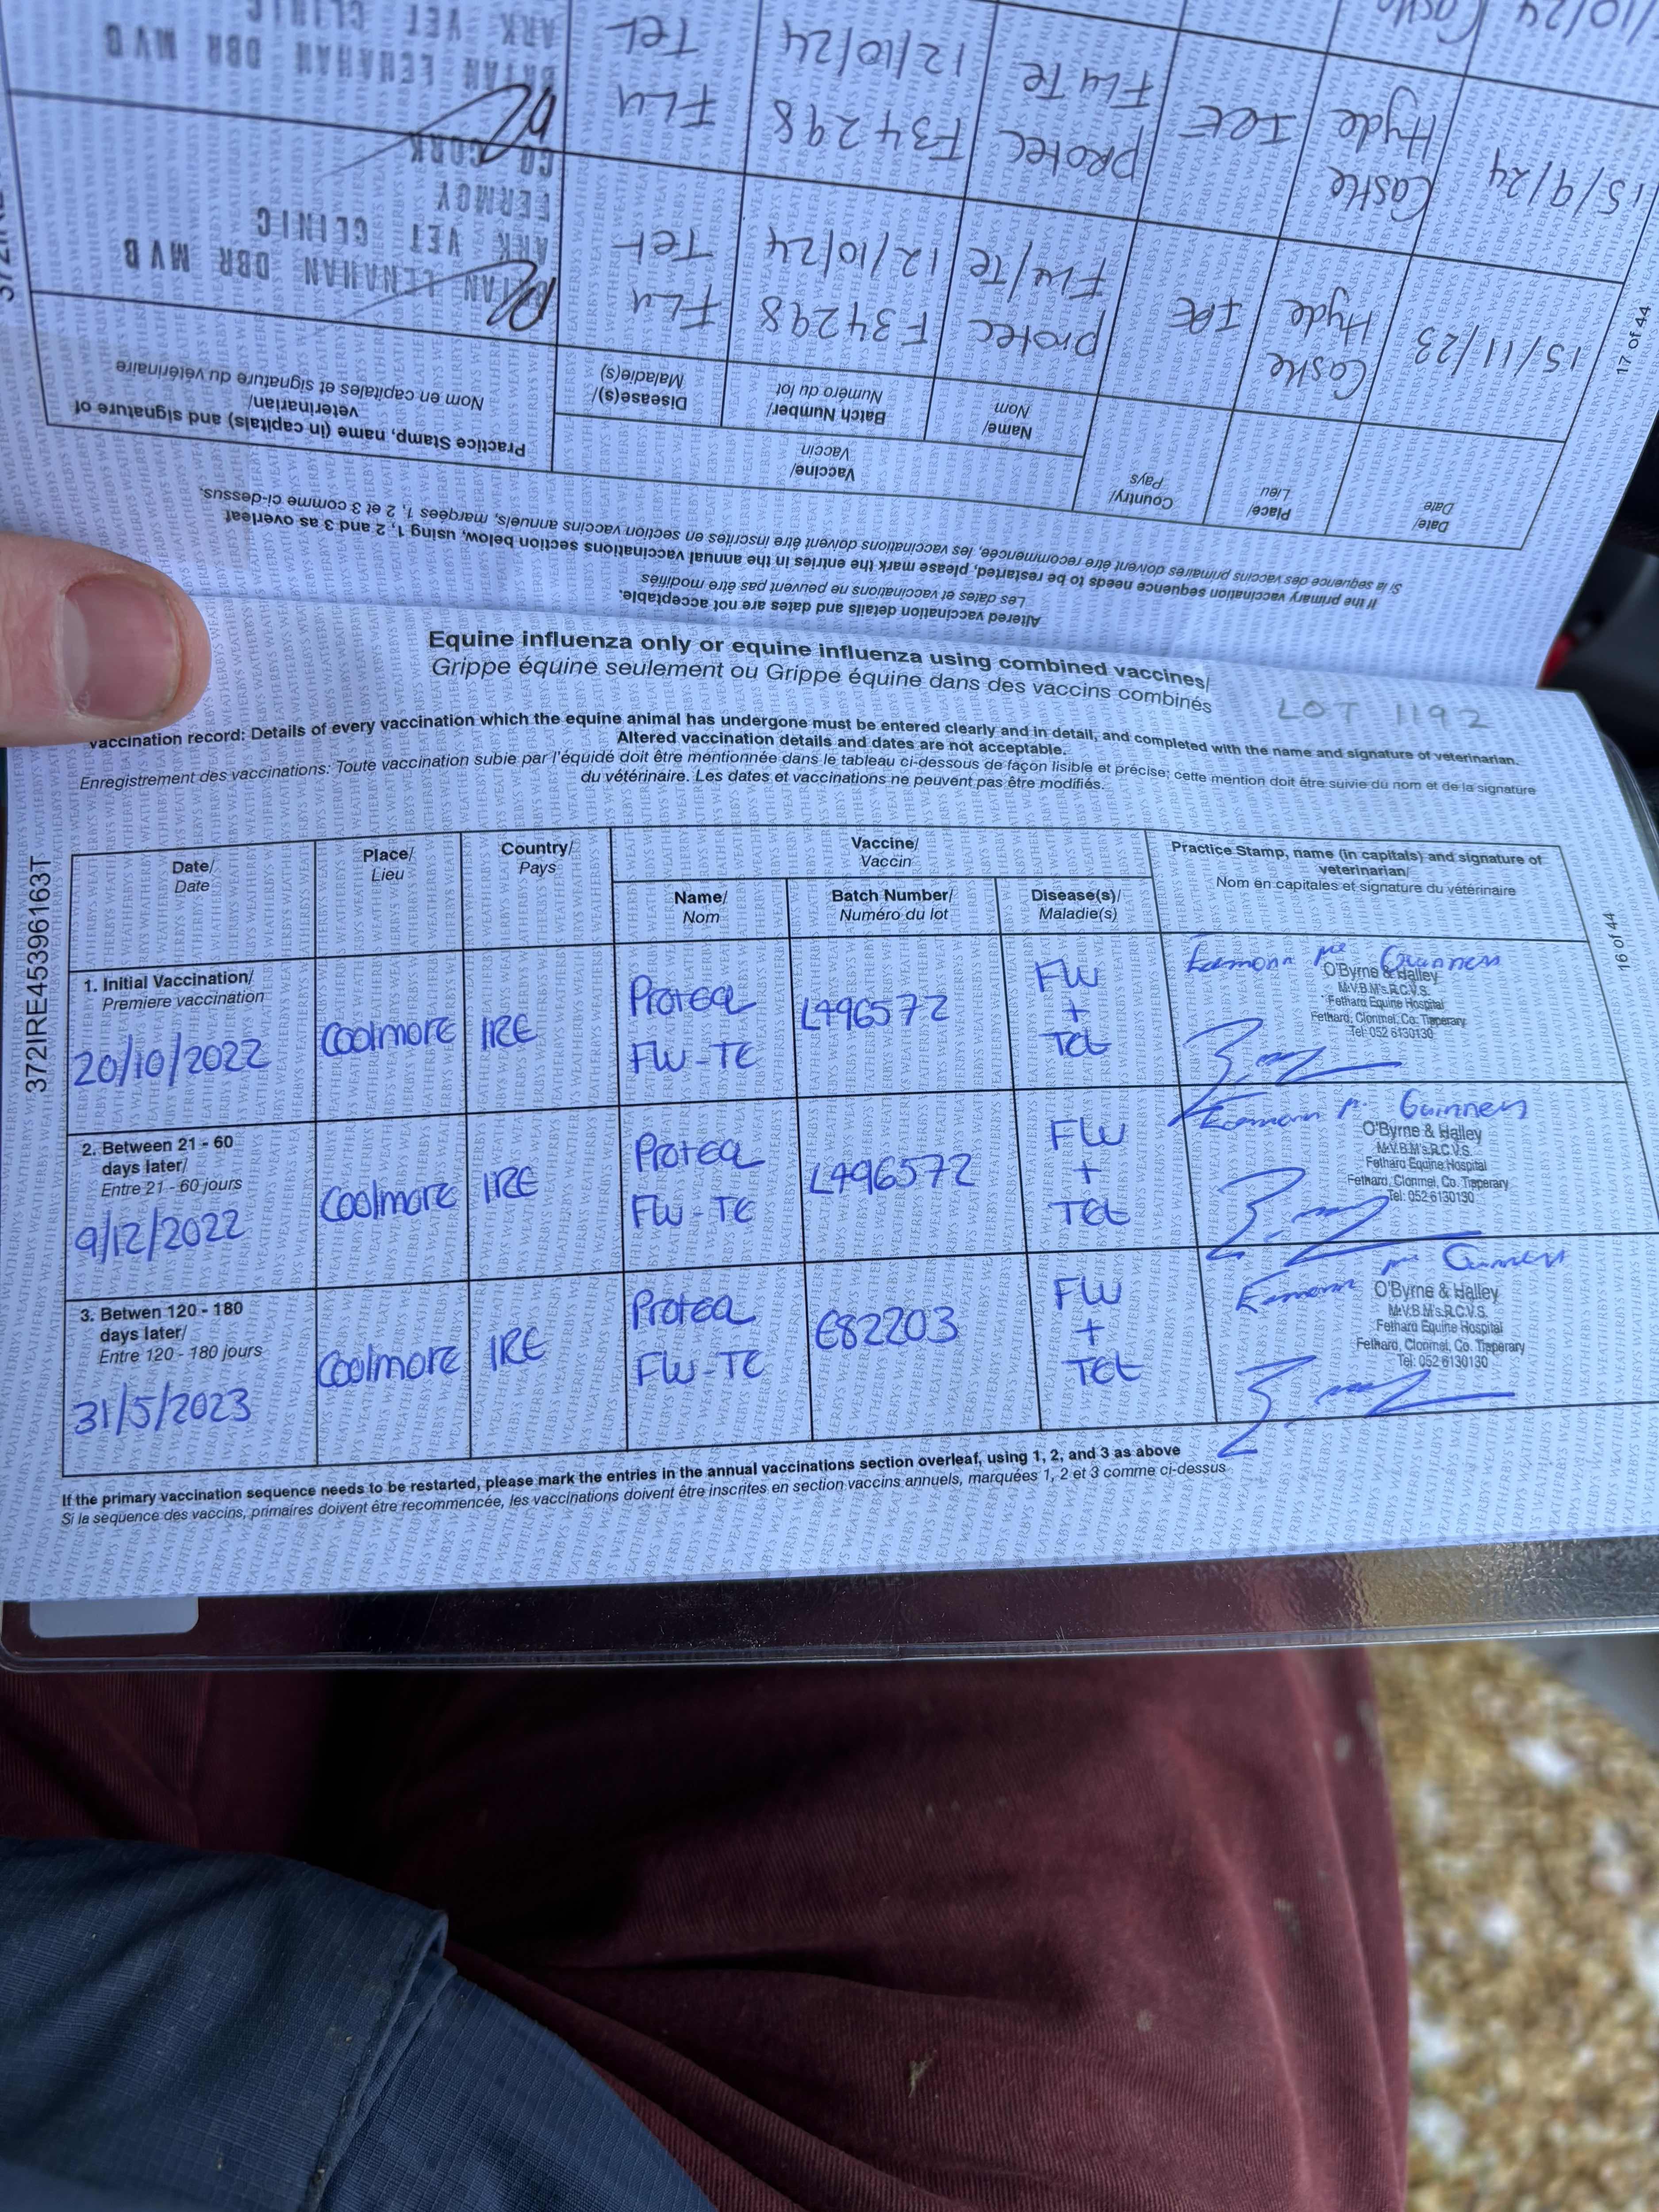 Equine influenza only or equine influenza using combined vaccines/
Grippe équine seulement ou Grippe équine dans des vaccins combinés
LOT 1192
Vaccination record: Details of every vaccination which the equine animal has undergone must be entered clearly and in detail, and completed with the name and signature of veterinarian.
Altered vaccination details and dates are not acceptable.
Enregistrement des vaccinations: Toute vaccination subie par l'équidé doit être mentionnée dans le tableau ci-dessous de façon lisible et précise; cette mention doit être suivie du nom et de la signature
du vétérinaire. Les dates et vaccinations ne peuvent pas être modifiés.
372IRE45396163T
16 of 44
Date/
Date
Place/
Lieu
Country/
Pays
Vaccine/
Vaccin
Name/
Nom
Batch Number/
Numéro du lot
Disease(s)/
Maladie(s)
Practice Stamp, name (in capitals) and signature of
veterinarian/
Nom en capitales et signature du vétérinaire
1. Initial Vaccination/
Premiere vaccination
20/10/2022
Coolmore
IRE
Proteq
Flu-TE
L496572
Flu
+
Tet
Eamonn Mc Guinness
O'Byrne & Halley
M.V.B.M's.R.C.V.S.
Fethard Equine Hospital
Fethard, Clonmel, Co. Tipperary
Tel: 052 6130130
2. Between 21 - 60
days later/
Entre 21 - 60 jours
9/12/2022
Coolmore
IRE
Proteq
Flu-TE
L496572
Flu
+
Tet
Eamonn Mc Guinness
O'Byrne & Halley
M.V.B.M's.R.C.V.S.
Fethard Equine Hospital
Fethard, Clonmel, Co. Tipperary
Tel: 052 6130130
3. Betwen 120 - 180
days later/
Entre 120 - 180 jours
31/5/2023
Coolmore
IRE
Proteq
Flu-TE
E82203
Flu
+
Tet
Eamonn Mc Guinness
O'Byrne & Halley
M.V.B.M's.R.C.V.S.
Fethard Equine Hospital
Fethard, Clonmel, Co. Tipperary
Tel: 052 6130130
If the primary vaccination sequence needs to be restarted, please mark the entries in the annual vaccinations section overleaf, using 1, 2, and 3 as above
Si la sequence des vaccins, primaires doivent être recommencée, les vaccinations doivent être inscrites en section vaccins annuels, marquées 1, 2 et 3 comme ci-dessus
Altered vaccination details and dates are not acceptable.
Les dates et vaccinations ne peuvent pas être modifiés
If the primary vaccination sequence needs to be restarted, please mark the entries in the annual vaccinations section below, using 1, 2 and 3 as overleaf
Si la sequence des vaccins primaires doivent être recommencée, les vaccinations doivent être inscrites en section vaccins annuels, marqées 1, 2 et 3 comme ci-dessus.
Date/
Date
Place/
Lieu
Country/
Pays
Vaccine/
Vaccin
Name/
Nom
Batch Number/
Numéro du lot
Disease(s)/
Maladie(s)
Practice Stamp, name (in capitals) and signature of
veterinarian/
Nom en capitales et signature du vétérinaire
15/11/23
Castle
Hyde
IRE
Protec
Flu/TE
F34298
12/10/24
Flu
Tet
BRIAN LENAHAN DBR MVB
ARK VET CLINIC
FERMOY
CO CORK
15/9/24
Castle
Hyde
IRE
Protec
Flu TE
F34298
12/10/24
Flu
Tet
BRIAN LENAHAN DBR MVB
ARK VET CLINIC
/10/24
Castle
17 of 44